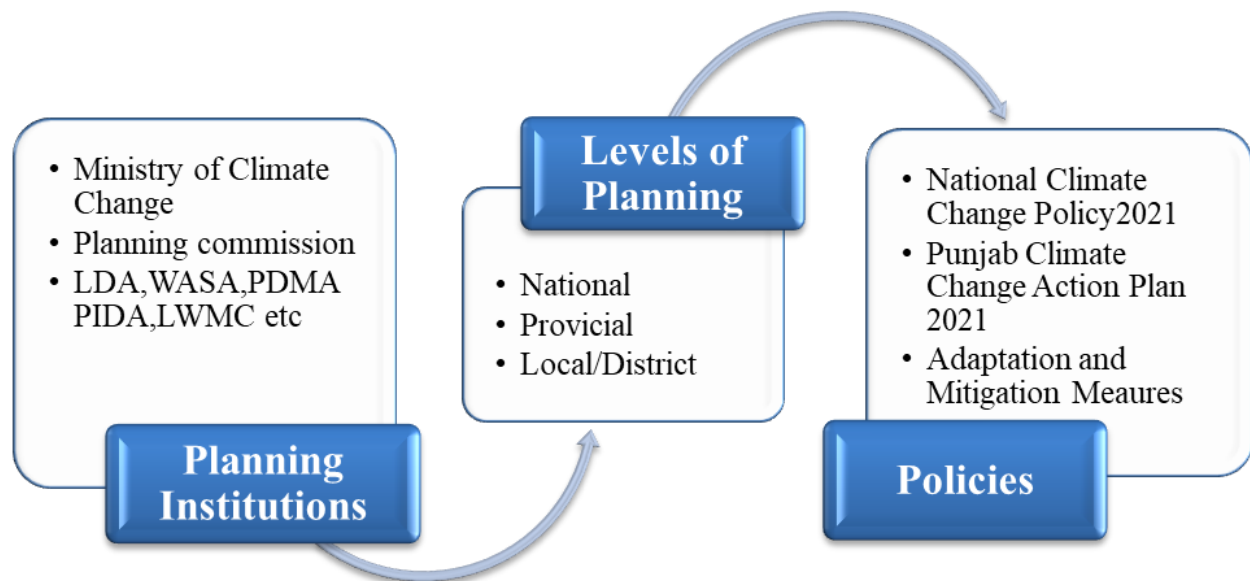 • Ministry of Climate
Change
• Planning commission
• LDA,WASA,PDMA
PIDA,LWMC etc
Planning
Institutions
Levels of
Planning
• National
• Provicial
• Local/District
• National Climate
Change Policy2021
• Punjab Climate
Change Action Plan
2021
• Adaptation and
Mitigation Meaures
Policies